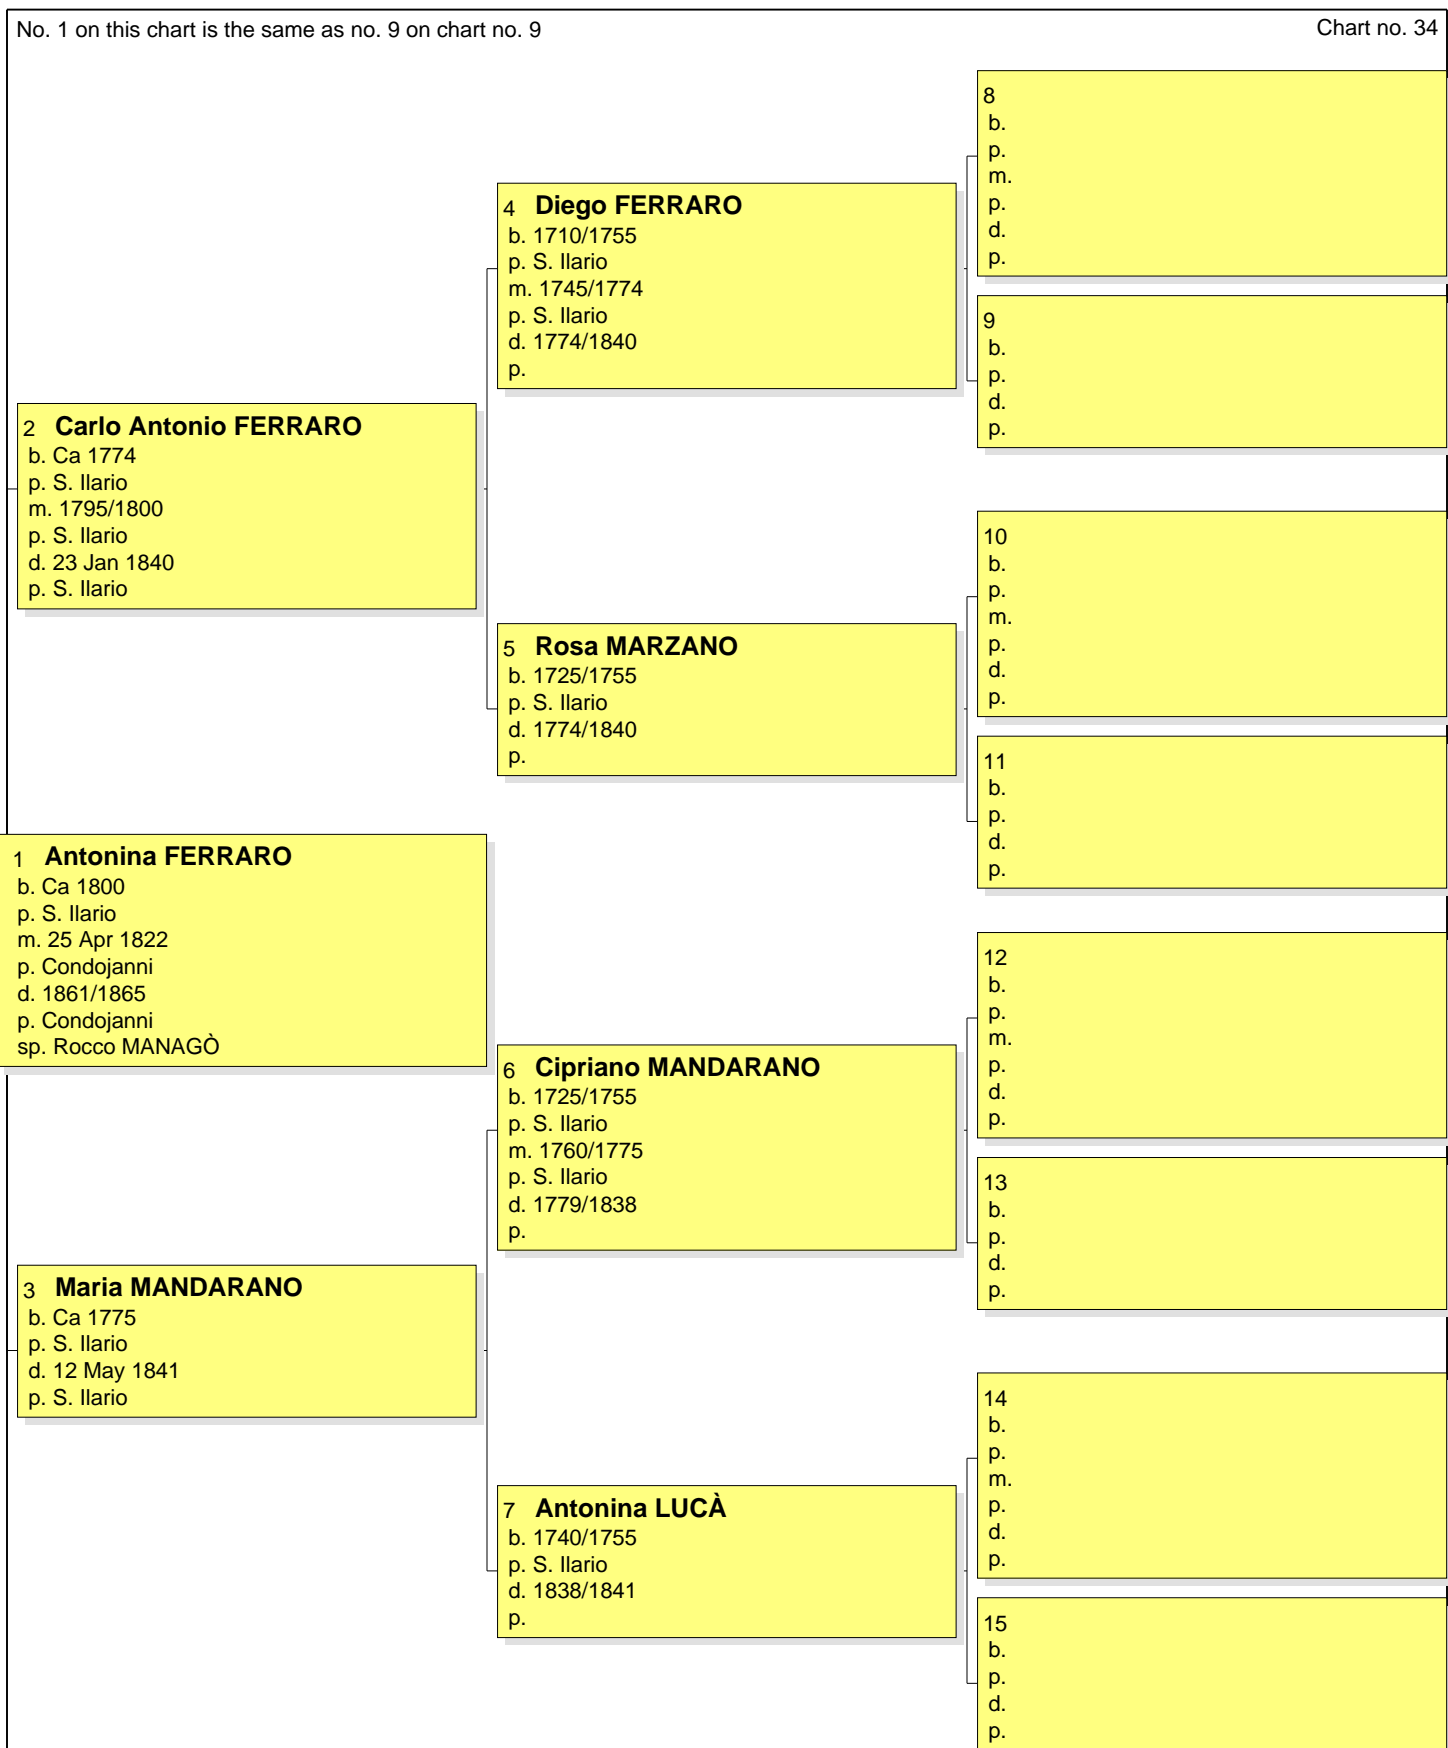 No. 1 on this chart is the same as no. 9 on chart no. 9
Chart no. 34
8
b.
p.
m.
p.
d.
p.
4 Diego FERRARO
b. 1710/1755
p. S. Ilario
m. 1745/1774
p. S. Ilario
d. 1774/1840
p.
9
b.
p.
d.
p.
2 Carlo Antonio FERRARO
b. Ca 1774
p. S. Ilario
m. 1795/1800
p. S. Ilario
d. 23 Jan 1840
p. S. Ilario
10
b.
p.
m.
p.
d.
p.
5 Rosa MARZANO
b. 1725/1755
p. S. Ilario
d. 1774/1840
p.
11
b.
p.
d.
p.
1 Antonina FERRARO
b. Ca 1800
p. S. Ilario
m. 25 Apr 1822
p. Condojanni
d. 1861/1865
p. Condojanni
sp. Rocco MANAGÒ
12
b.
p.
m.
p.
d.
p.
6 Cipriano MANDARANO
b. 1725/1755
p. S. Ilario
m. 1760/1775
p. S. Ilario
d. 1779/1838
p.
13
b.
p.
d.
p.
3 Maria MANDARANO
b. Ca 1775
p. S. Ilario
d. 12 May 1841
p. S. Ilario
14
b.
p.
m.
p.
d.
p.
7 Antonina LUCÀ
b. 1740/1755
p. S. Ilario
d. 1838/1841
p.
15
b.
p.
d.
p.